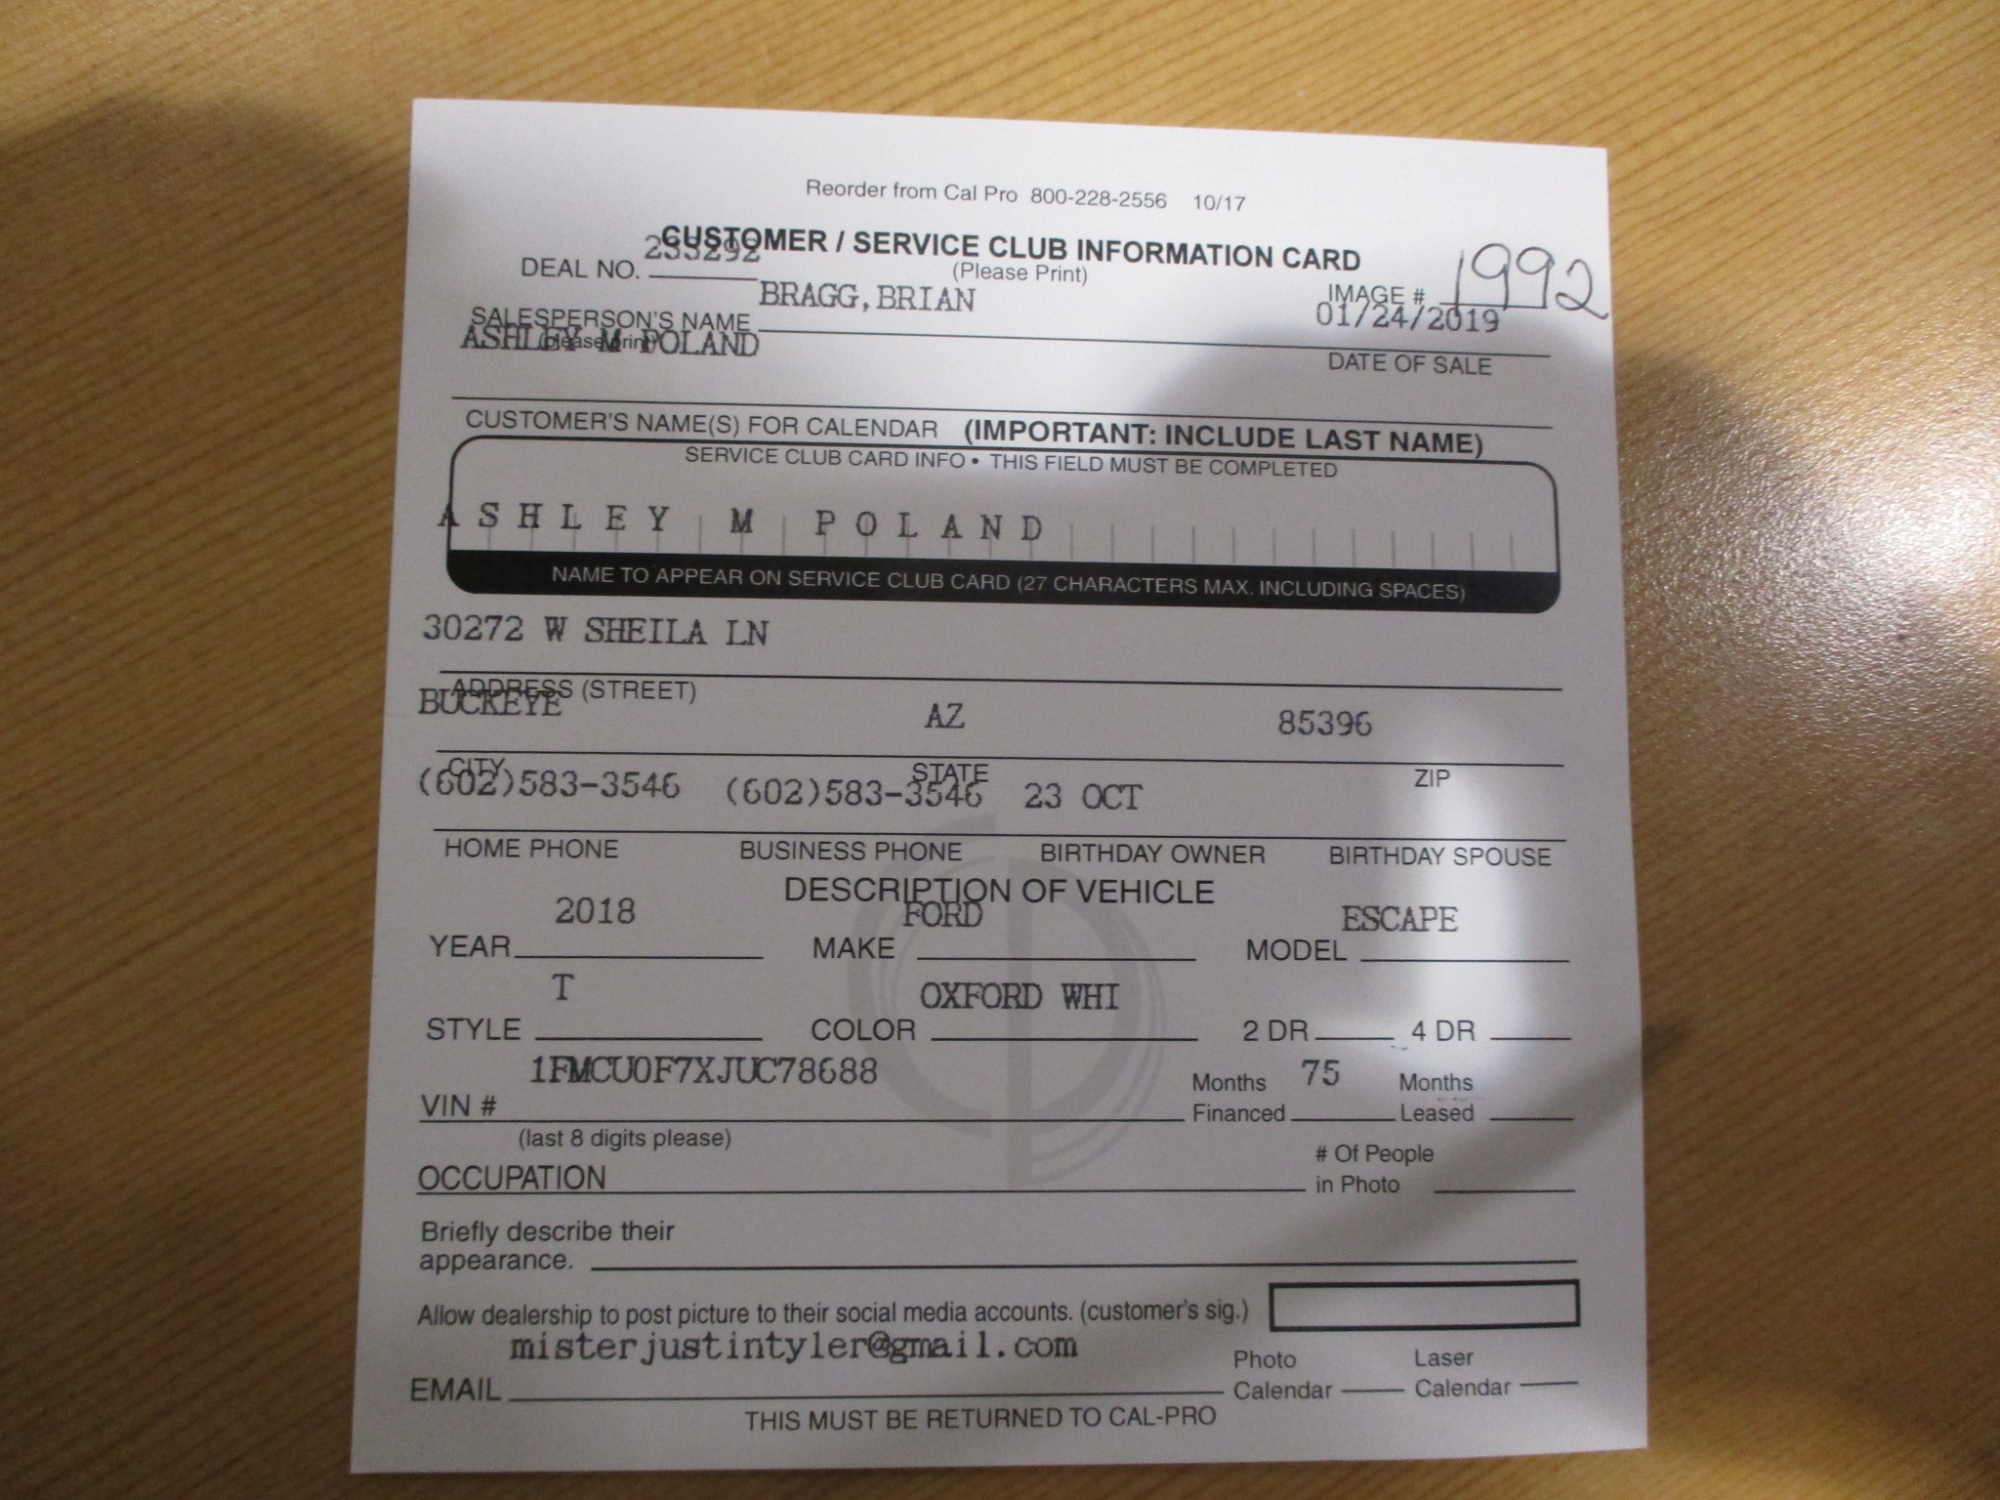 Reorder from Cal Pro 800-228-2556 10/17
CUSTOMER / SERVICE CLUB INFORMATION CARD
(Please Print)
DEAL NO. 233292
IMAGE # 1992
SALESPERSON'S NAME BRAGG, BRIAN
(please print)
01/24/2019
DATE OF SALE
ASHLEY M POLAND
CUSTOMER'S NAME(S) FOR CALENDAR (IMPORTANT: INCLUDE LAST NAME)
SERVICE CLUB CARD INFO • THIS FIELD MUST BE COMPLETED
ASHLEY M POLAND
NAME TO APPEAR ON SERVICE CLUB CARD (27 CHARACTERS MAX. INCLUDING SPACES)
30272 W SHEILA LN
ADDRESS (STREET)
BUCKEYE AZ 85396
CITY STATE ZIP
(602)583-3546 (602)583-3546 23 OCT
HOME PHONE BUSINESS PHONE BIRTHDAY OWNER BIRTHDAY SPOUSE
DESCRIPTION OF VEHICLE
2018 FORD ESCAPE
YEAR MAKE MODEL
T OXFORD WHI
STYLE COLOR 2 DR 4 DR
1FMCU0F7XJUC78688 Months 75 Months
VIN # Financed Leased
(last 8 digits please)
# Of People
OCCUPATION in Photo
Briefly describe their
appearance.
Allow dealership to post picture to their social media accounts. (customer's sig.)
misterjustintyler@gmail.com
Photo Laser
EMAIL Calendar Calendar
THIS MUST BE RETURNED TO CAL-PRO